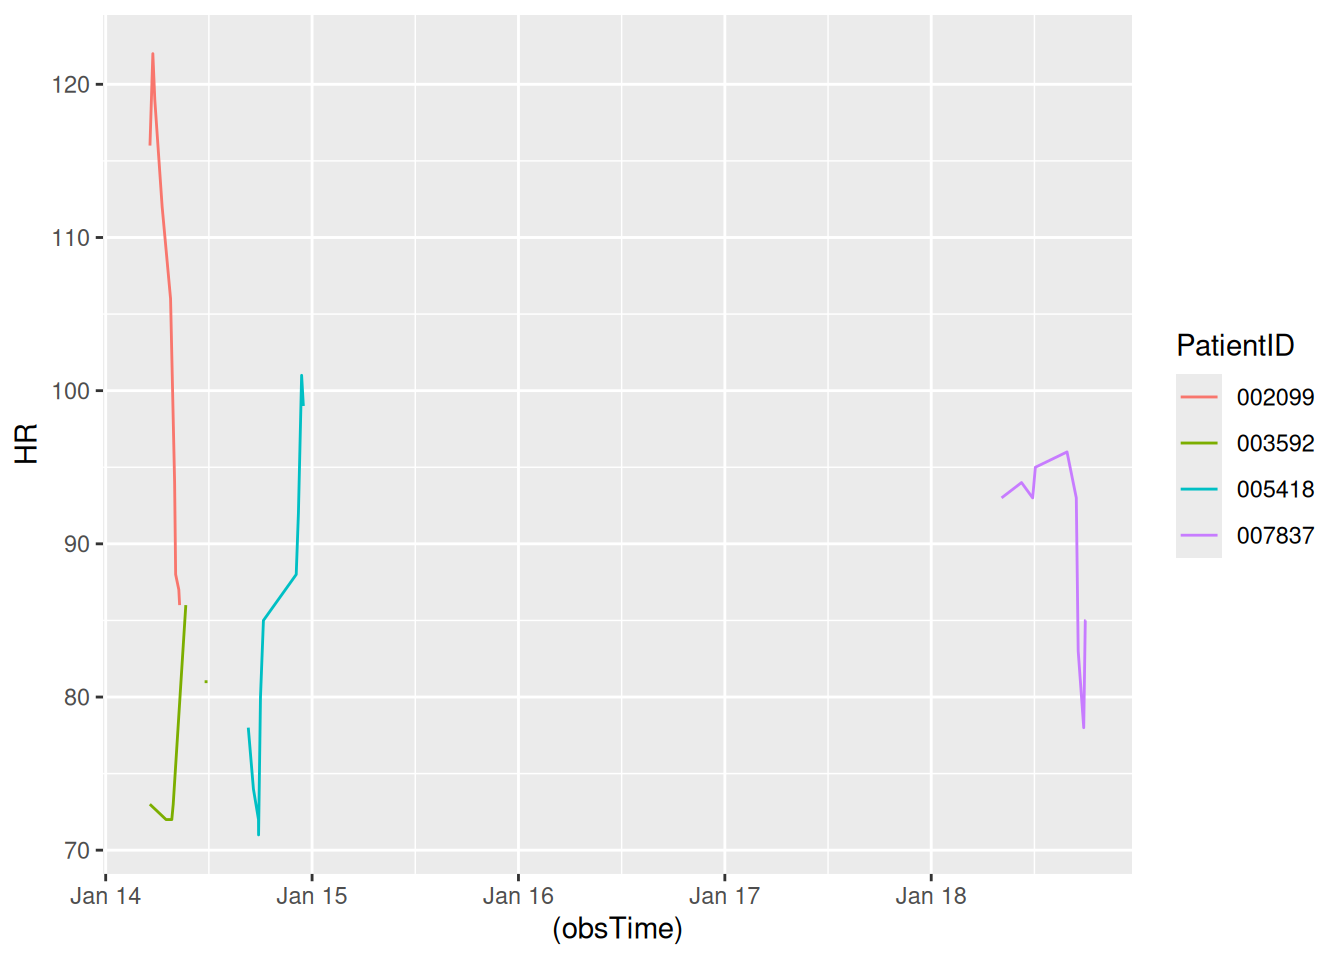 120
110
100
90
80
70
HR
Jan 14
Jan 15
Jan 16
Jan 17
Jan 18
(obsTime)
PatientID
002099
003592
005418
007837